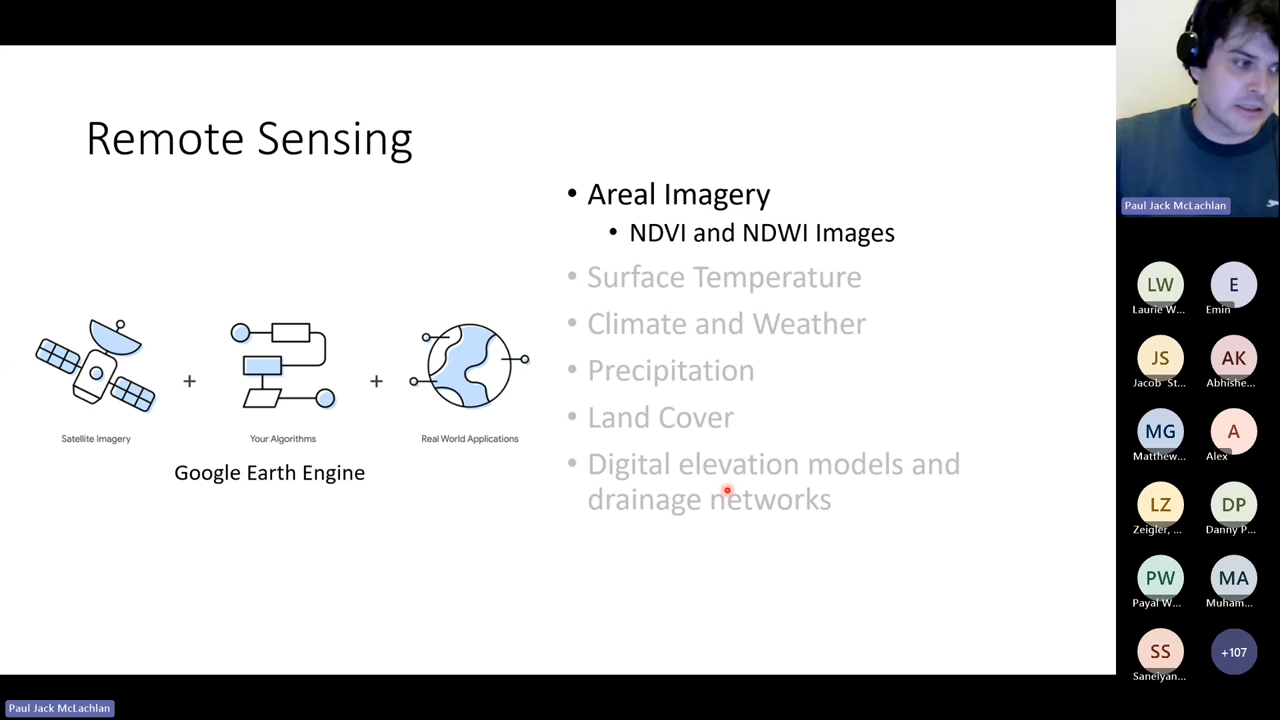 Remote Sensing
• Areal Imagery
• NDVI and NDWI Images
• Surface Temperature
• Climate and Weather
• Precipitation
• Land Cover
• Digital elevation models and
drainage networks
+
+
Satellite Imagery
Your Algorithms
Real World Applications
Google Earth Engine
Paul Jack McLachlan
LW
Laurie W...
E
Emin
JS
Jacob St...
AK
Abhishe...
MG
Matthew...
A
Alex
LZ
Zeigler, ...
DP
Danny P...
PW
Payal W...
MA
Muham...
SS
Saneiyan...
+107
Paul Jack McLachlan